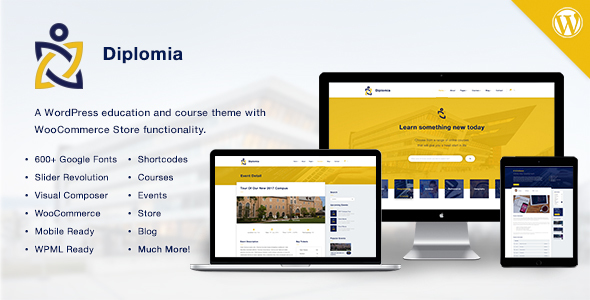 Diplomia
A WordPress education and course theme with
WooCommerce Store functionality.
• 600+ Google Fonts
• Slider Revolution
• Visual Composer
• WooCommerce
• Mobile Ready
• WPML Ready
• Shortcodes
• Courses
• Events
• Store
• Blog
• Much More!
Diplomia
Learn something new today
Diplomia
Event Detail
Tour Of Our New 2017 Campus